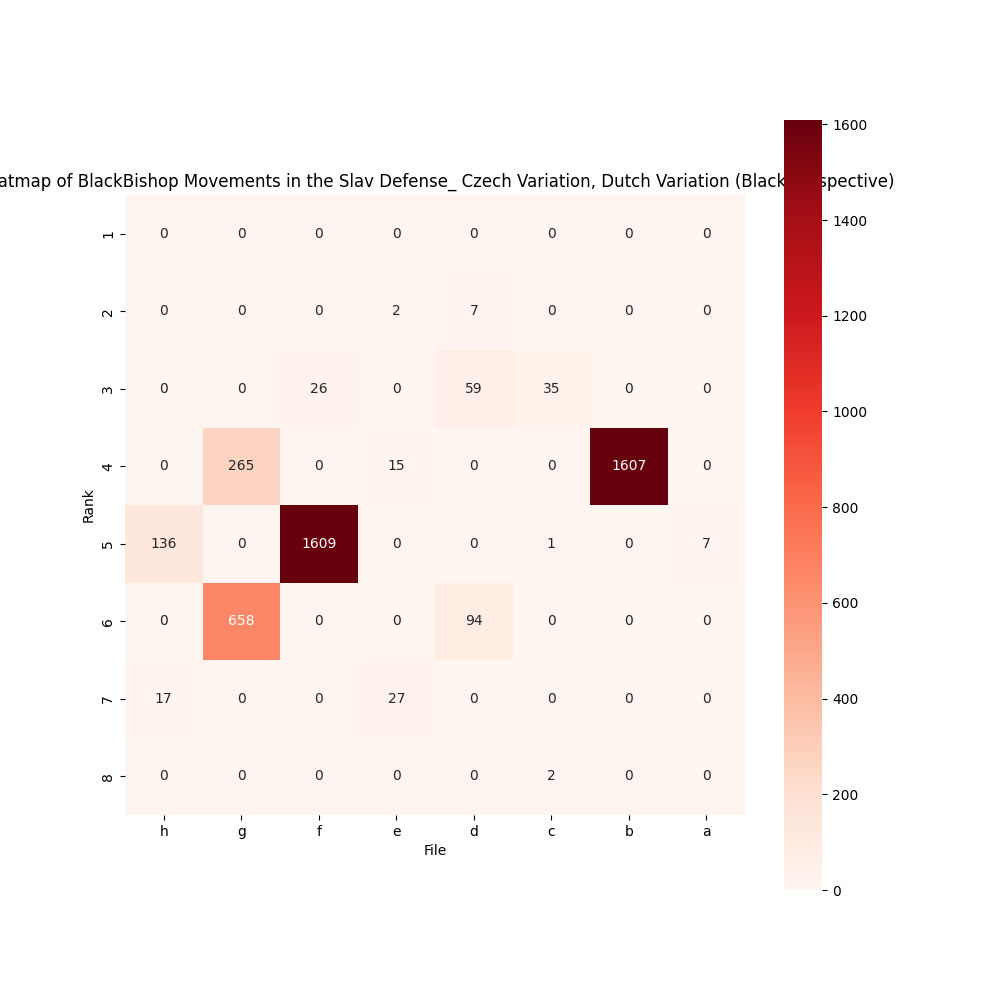 atmap of BlackBishop Movements in the Slav Defense_ Czech Variation, Dutch Variation (Black spective)
1 0 0 0 0 0 0 0 0
2 0 0 0 2 7 0 0 0
3 0 0 26 0 59 35 0 0
4 0 265 0 15 0 0 1607 0
5 136 0 1609 0 0 1 0 7
6 0 658 0 0 94 0 0 0
7 17 0 0 27 0 0 0 0
8 0 0 0 0 0 2 0 0
h g f e d c b a
File
Rank
1600
1400
1200
1000
800
600
400
200
0